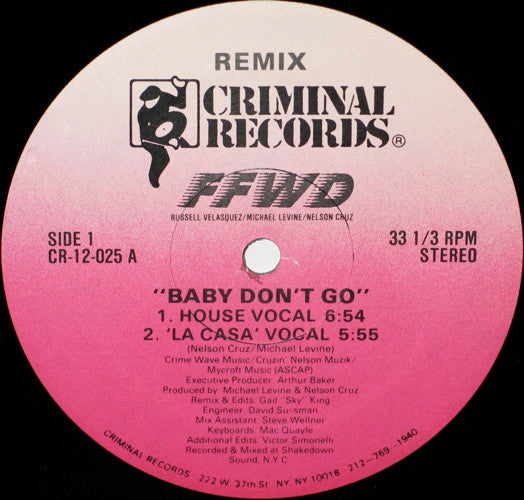 REMIX
CRIMINAL
RECORDS®
FFWD
RUSSELL VELASQUEZ/MICHAEL LEVINE/NELSON CRUZ
SIDE 1
CR-12-025 A
33 1/3 RPM
STEREO
"BABY DON'T GO"
1. HOUSE VOCAL 6:54
2. 'LA CASA' VOCAL 5:55
(Nelson Cruz/Michael Levine)
Crime Wave Music/Cruzin' Nelson Muzik/
Mycroft Music (ASCAP)
Executive Producer: Arthur Baker
Produced by Michael Levine & Nelson Cruz
Remix & Edits: Gail "Sky" King
Engineer: David Sussman
Mix Assistant: Steve Wellner
Keyboards: Mac Quayle
Additional Edits: Victor Simonelli
Recorded & Mixed at Shakedown
Sound, N.Y.C.
CRIMINAL RECORDS - 222 W. 37th St. NY, NY 10018 212-769-1940